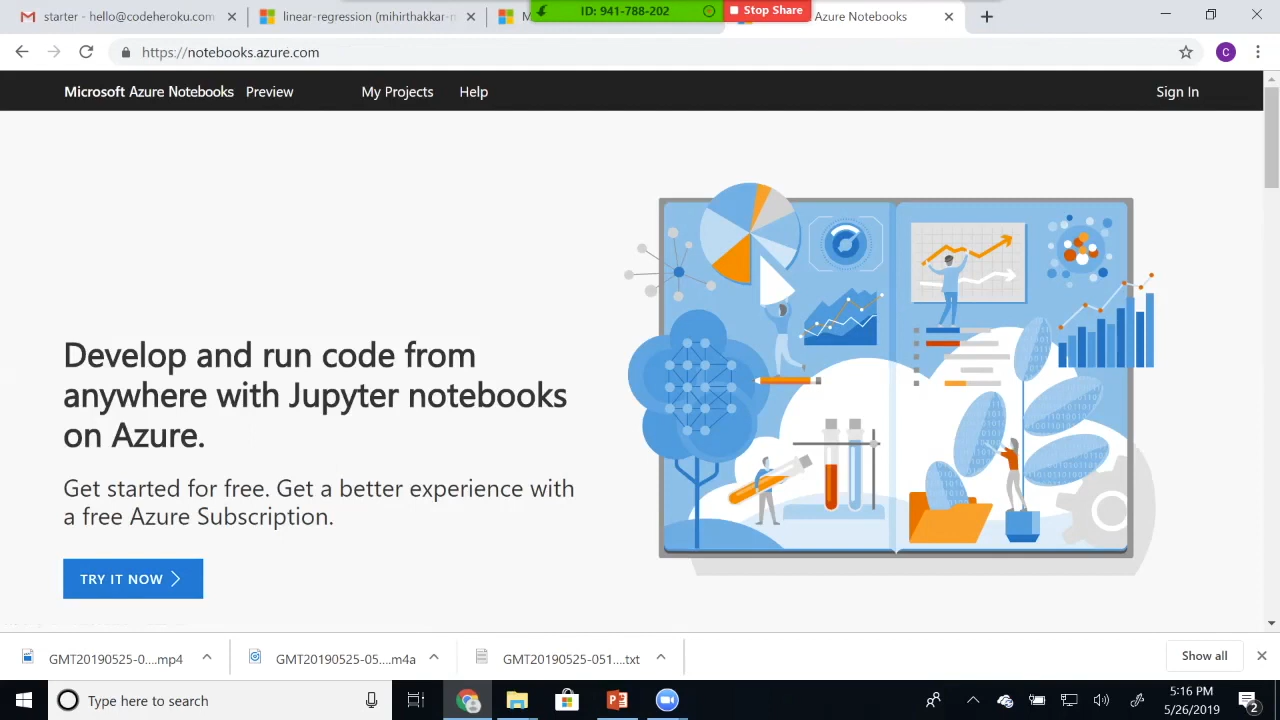 Starred - - m@codeheroku.com
linear-regression (mihirthakkar-m
ID: 941-788-202
Stop Share
Azure Notebooks
https://notebooks.azure.com
C
Microsoft Azure Notebooks Preview My Projects Help Sign In
Develop and run code from
anywhere with Jupyter notebooks
on Azure.
Get started for free. Get a better experience with
a free Azure Subscription.
TRY IT NOW
GMT20190525-0....mp4
GMT20190525-05....m4a
GMT20190525-051....txt
Show all
Type here to search
5:16 PM
5/26/2019
2